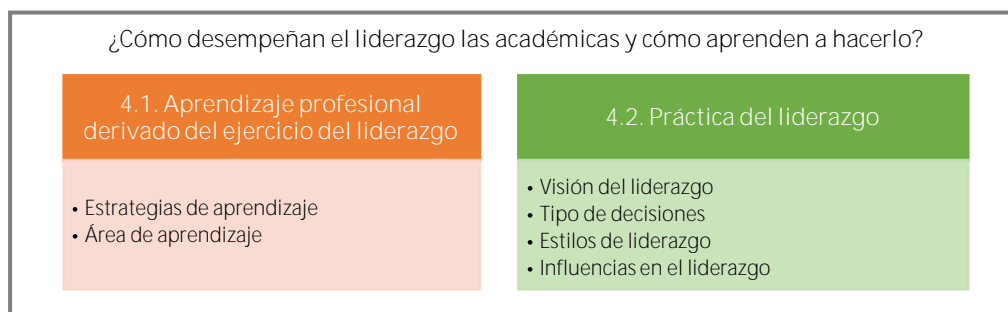 ¿Cómo desempeñan el liderazgo las académicas y cómo aprenden a hacerlo?
4.1. Aprendizaje profesional
derivado del ejercicio del liderazgo
• Estrategias de aprendizaje
• Área de aprendizaje
4.2. Práctica del liderazgo
• Visión del liderazgo
• Tipo de decisiones
• Estilos de liderazgo
• Influencias en el liderazgo